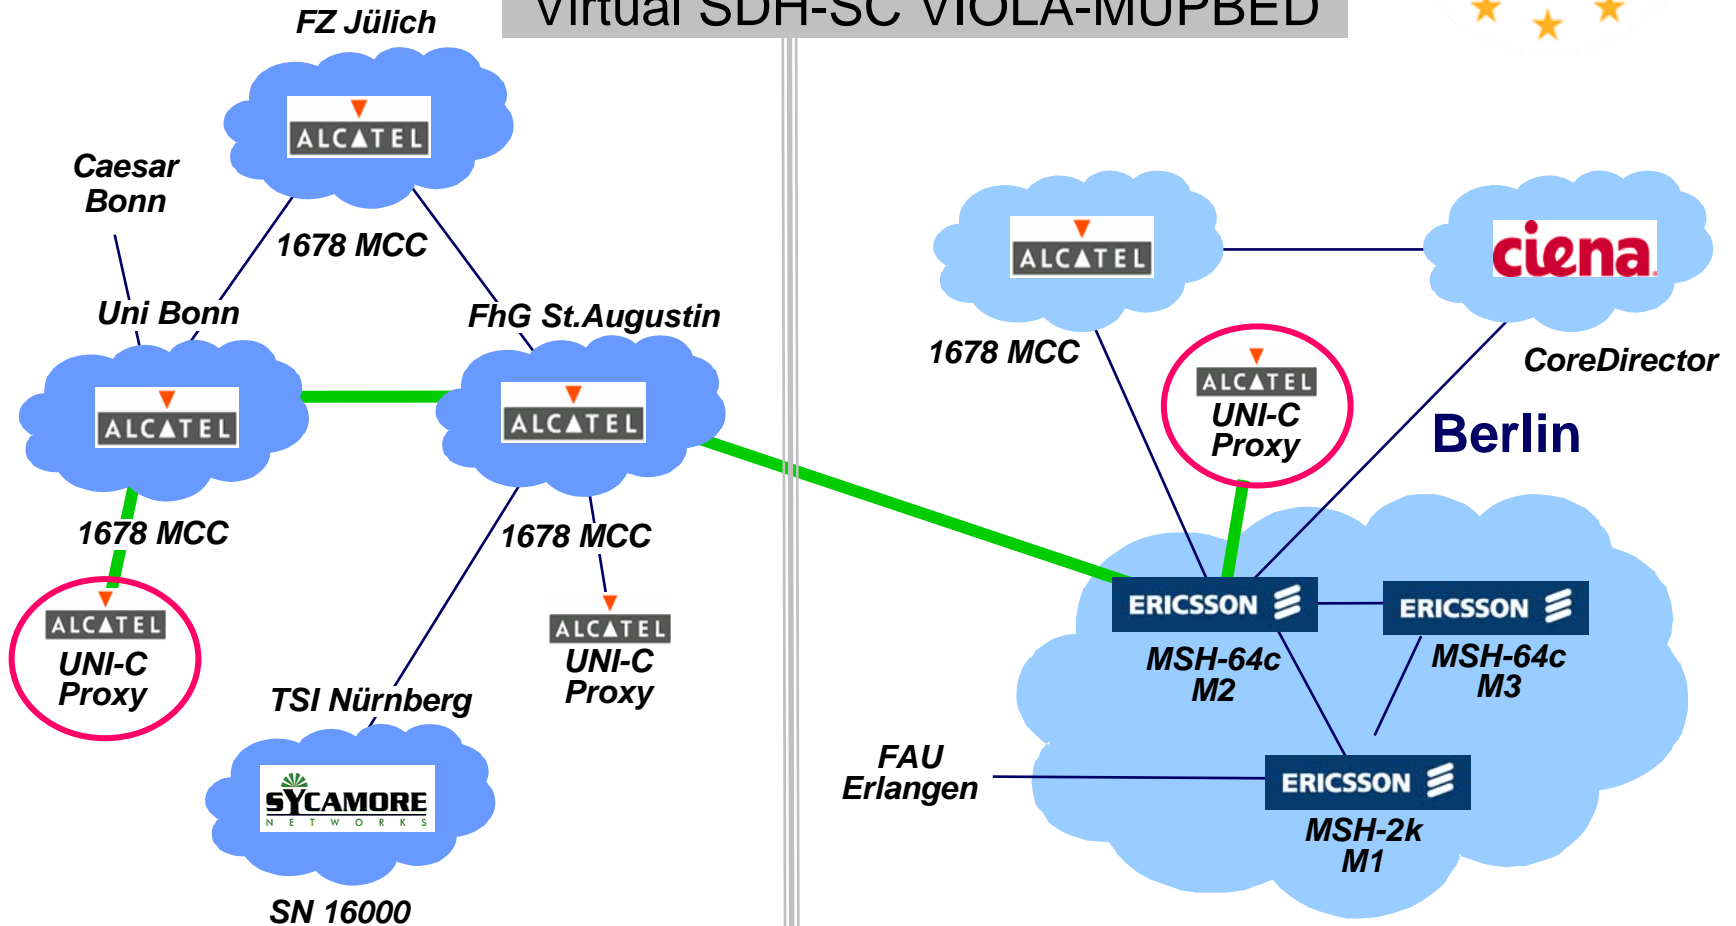 Virtual SDH-SC VIOLA-MUPBED
FZ Jülich
ALCATEL
Caesar
Bonn
1678 MCC
Uni Bonn
FhG St.Augustin
ALCATEL
ALCATEL
1678 MCC
1678 MCC
ALCATEL
UNI-C
Proxy
ALCATEL
UNI-C
Proxy
TSI Nürnberg
SYCAMORE
NETWORKS
SN 16000
ALCATEL
ciena.
1678 MCC
CoreDirector
ALCATEL
UNI-C
Proxy
Berlin
ERICSSON
ERICSSON
MSH-64c
M2
MSH-64c
M3
FAU
Erlangen
ERICSSON
MSH-2k
M1